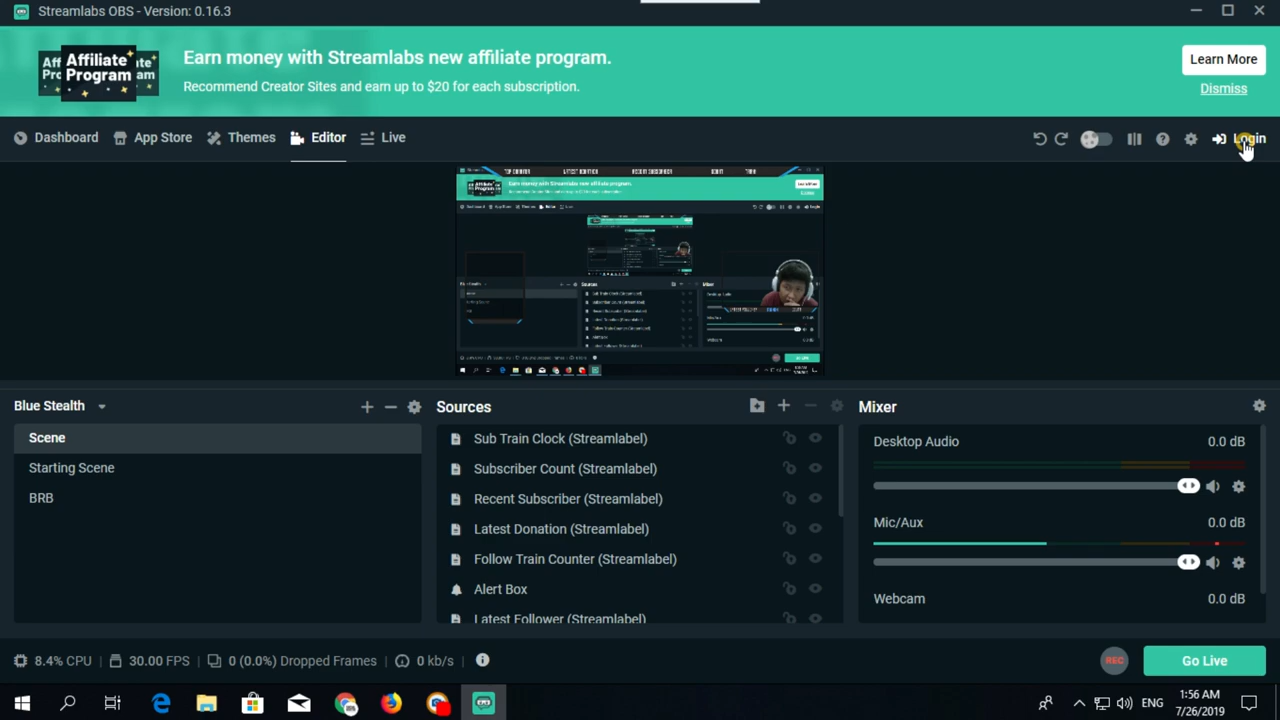 Streamlabs OBS - Version: 0.16.3
Affiliate
Program
Earn money with Streamlabs new affiliate program.
Recommend Creator Sites and earn up to $20 for each subscription.
Learn More
Dismiss
Dashboard
App Store
Themes
Editor
Live
Login
Blue Stealth
Scene
Starting Scene
BRB
Sources
Sub Train Clock (Streamlabel)
Subscriber Count (Streamlabel)
Recent Subscriber (Streamlabel)
Latest Donation (Streamlabel)
Follow Train Counter (Streamlabel)
Alert Box
Latest Follower (Streamlabel)
Mixer
Desktop Audio 0.0 dB
Mic/Aux 0.0 dB
Webcam 0.0 dB
8.4% CPU
30.00 FPS
0 (0.0%) Dropped Frames
0 kb/s
REC
Go Live
ENG
1:56 AM
7/26/2019